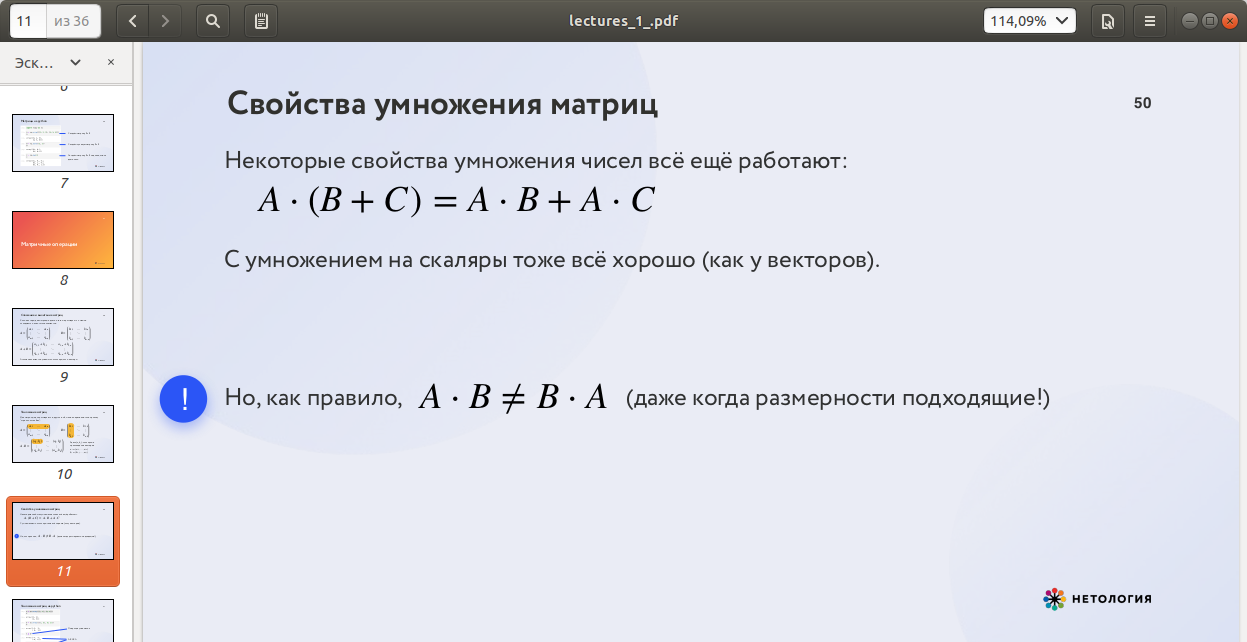 11 из 36
lectures_1_.pdf
114,09%
Эск...
6
7
Матричные операции
8
9
10
11
Свойства умножения матриц
50
Некоторые свойства умножения чисел всё ещё работают:
A · (B + C) = A · B + A · C
С умножением на скаляры тоже всё хорошо (как у векторов).
! Но, как правило, A · B ≠ B · A (даже когда размерности подходящие!)
НЕТОЛОГИЯ